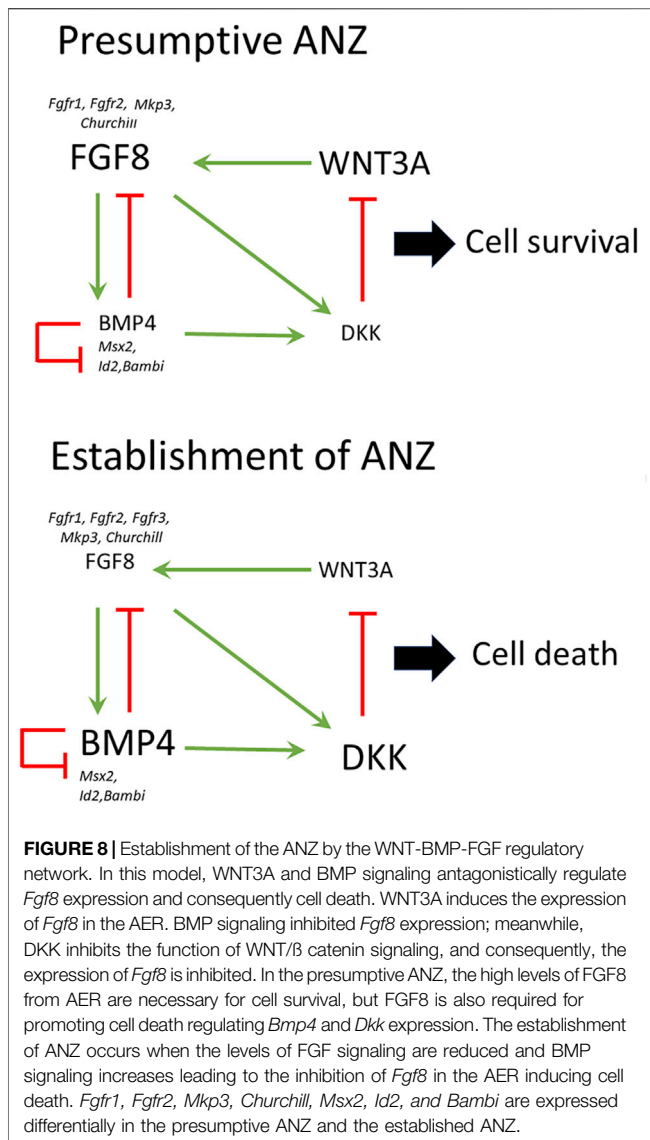 Presumptive ANZ
Fgfr1, Fgfr2, Mkp3,
Churchill
FGF8
WNT3A
Cell survival
BMP4
Msx2,
Id2,Bambi
DKK
Establishment of ANZ
Fgfr1, Fgfr2, Fgfr3,
Mkp3, Churchill
FGF8
WNT3A
Cell death
BMP4
Msx2,
Id2,Bambi
DKK
FIGURE 8 | Establishment of the ANZ by the WNT-BMP-FGF regulatory
network. In this model, WNT3A and BMP signaling antagonistically regulate
Fgf8 expression and consequently cell death. WNT3A induces the expression
of Fgf8 in the AER. BMP signaling inhibited Fgf8 expression; meanwhile,
DKK inhibits the function of WNT/ß catenin signaling, and consequently, the
expression of Fgf8 is inhibited. In the presumptive ANZ, the high levels of FGF8
from AER are necessary for cell survival, but FGF8 is also required for
promoting cell death regulating Bmp4 and Dkk expression. The establishment
of ANZ occurs when the levels of FGF signaling are reduced and BMP
signaling increases leading to the inhibition of Fgf8 in the AER inducing cell
death. Fgfr1, Fgfr2, Mkp3, Churchill, Msx2, Id2, and Bambi are expressed
differentially in the presumptive ANZ and the established ANZ.